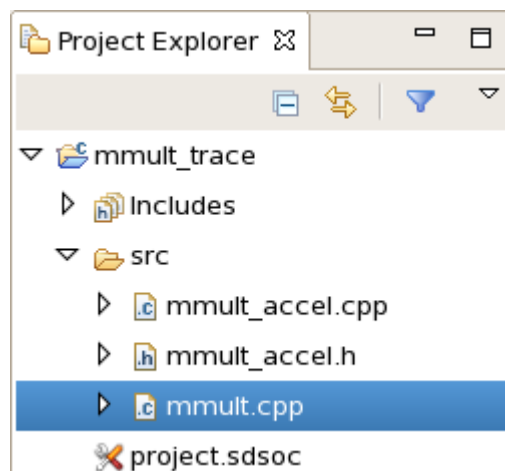 Project Explorer
mmult_trace
Includes
src
mmult_accel.cpp
mmult_accel.h
mmult.cpp
project.sdsoc